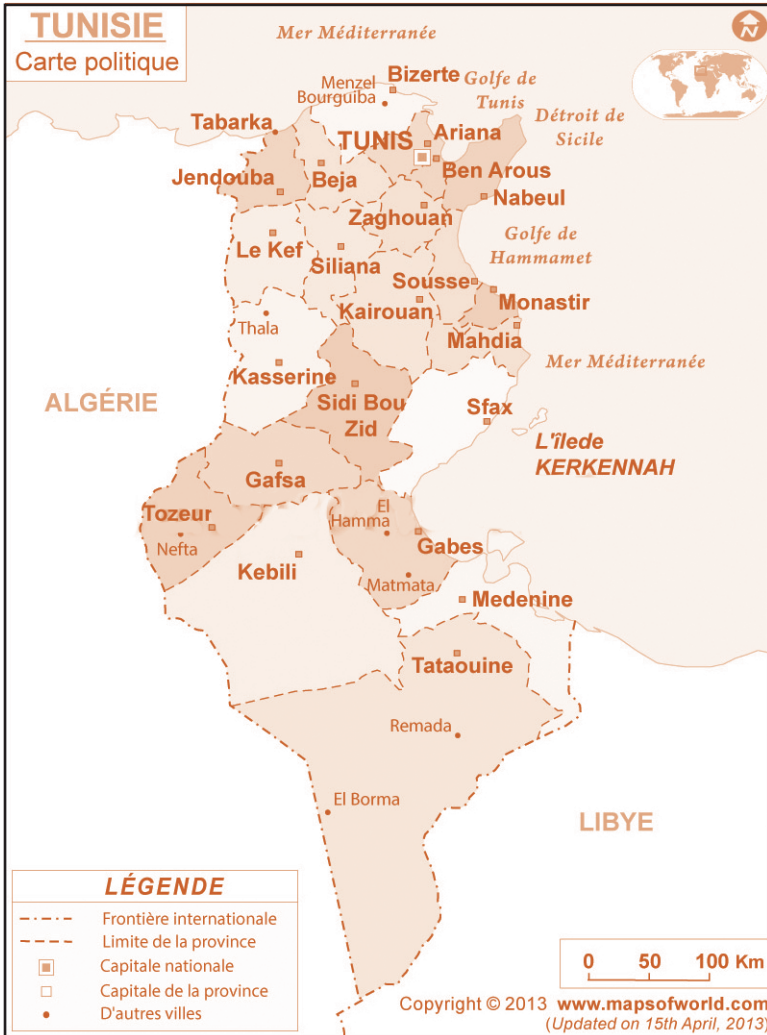 TUNISIE
Carte politique
Mer Méditerranée
N
Menzel
Bourguiba
Bizerte
Golfe de
Tunis
Détroit de
Sicile
Tabarka
TUNIS
Ariana
Jendouba
Beja
Ben Arous
Nabeul
Zaghouan
Le Kef
Siliana
Golfe de
Hammamet
Sousse
Kairouan
Monastir
Thala
Mahdia
Mer Méditerranée
Kasserine
ALGÉRIE
Sidi Bou
Zid
Sfax
L'îlede
KERKENNAH
Gafsa
Tozeur
Nefta
El
Hamma
Gabes
Kebili
Matmata
Medenine
Tataouine
Remada
El Borma
LIBYE
LÉGENDE
Frontière internationale
Limite de la province
Capitale nationale
Capitale de la province
D'autres villes
0 50 100 Km
Copyright © 2013 www.mapsofworld.com
(Updated on 15th April, 2013)